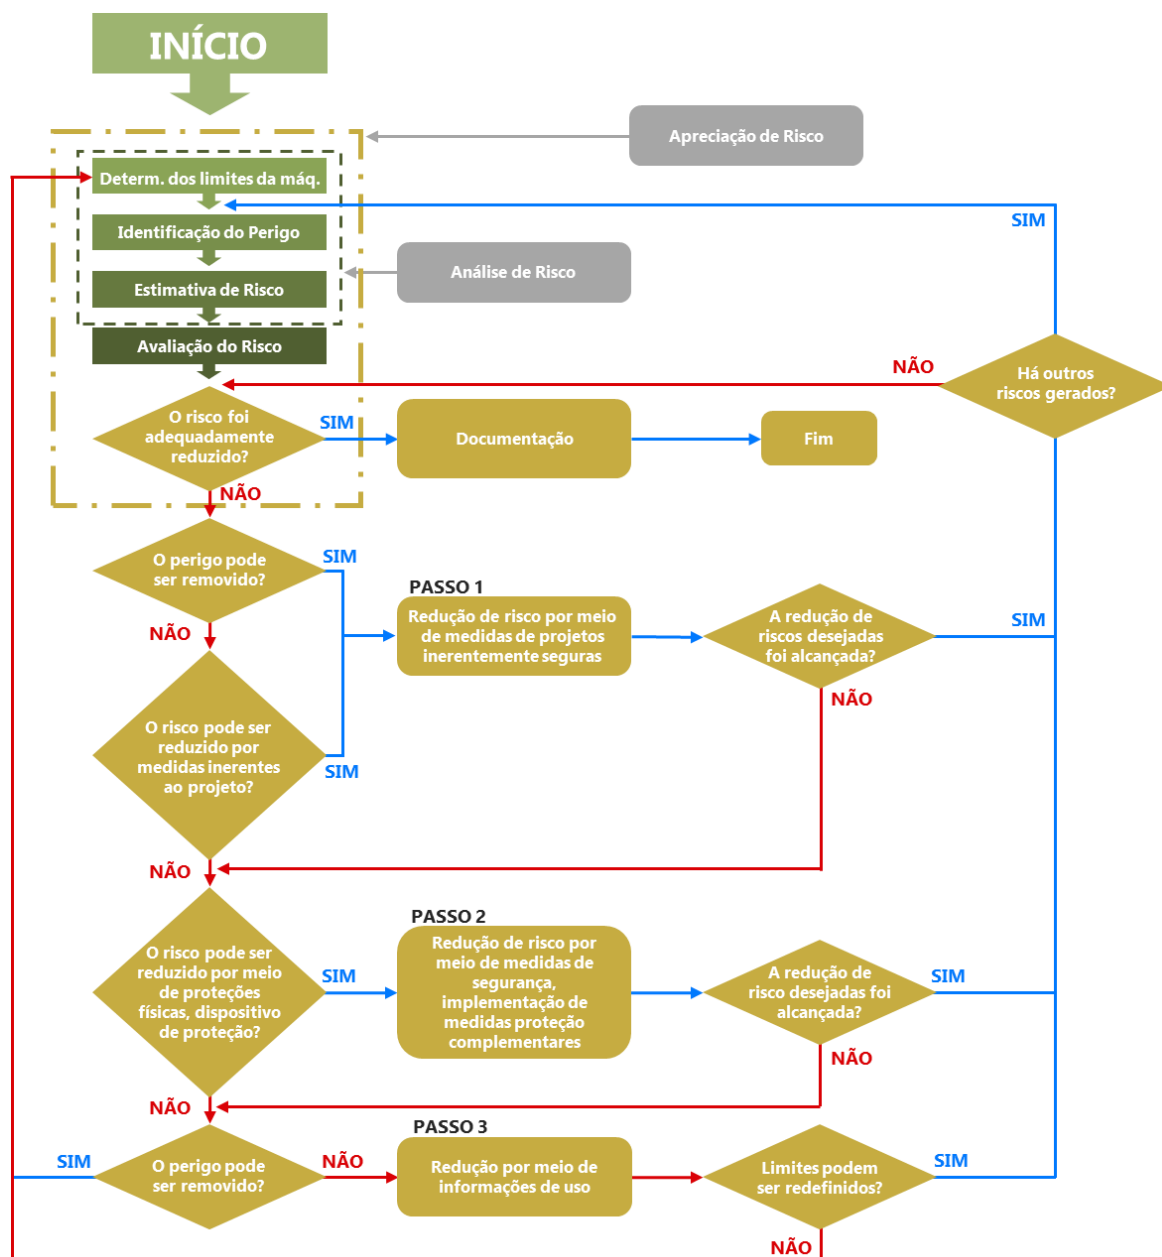 INÍCIO
Apreciação de Risco
Determ. dos limites da máq.
SIM
Identificação do Perigo
Análise de Risco
Estimativa de Risco
Avaliação do Risco
NÃO
Há outros
riscos gerados?
O risco foi
adequadamente
reduzido?
SIM
Documentação
Fim
NÃO
O perigo pode
ser removido?
SIM
PASSO 1
Redução de risco por meio
de medidas de projetos
inerentemente seguras
A redução de
riscos desejadas
foi alcançada?
SIM
NÃO
NÃO
O risco pode ser
reduzido por
medidas inerentes
ao projeto?
SIM
NÃO
PASSO 2
O risco pode ser
reduzido por meio
de proteções
físicas, dispositivo
de proteção?
SIM
Redução de risco por
meio de medidas de
segurança,
implementação de
medidas proteção
complementares
A redução de
risco desejadas foi
alcançada?
SIM
NÃO
NÃO
PASSO 3
SIM
O perigo pode
ser removido?
NÃO
Redução por meio de
informações de uso
Limites podem
ser redefinidos?
SIM
NÃO